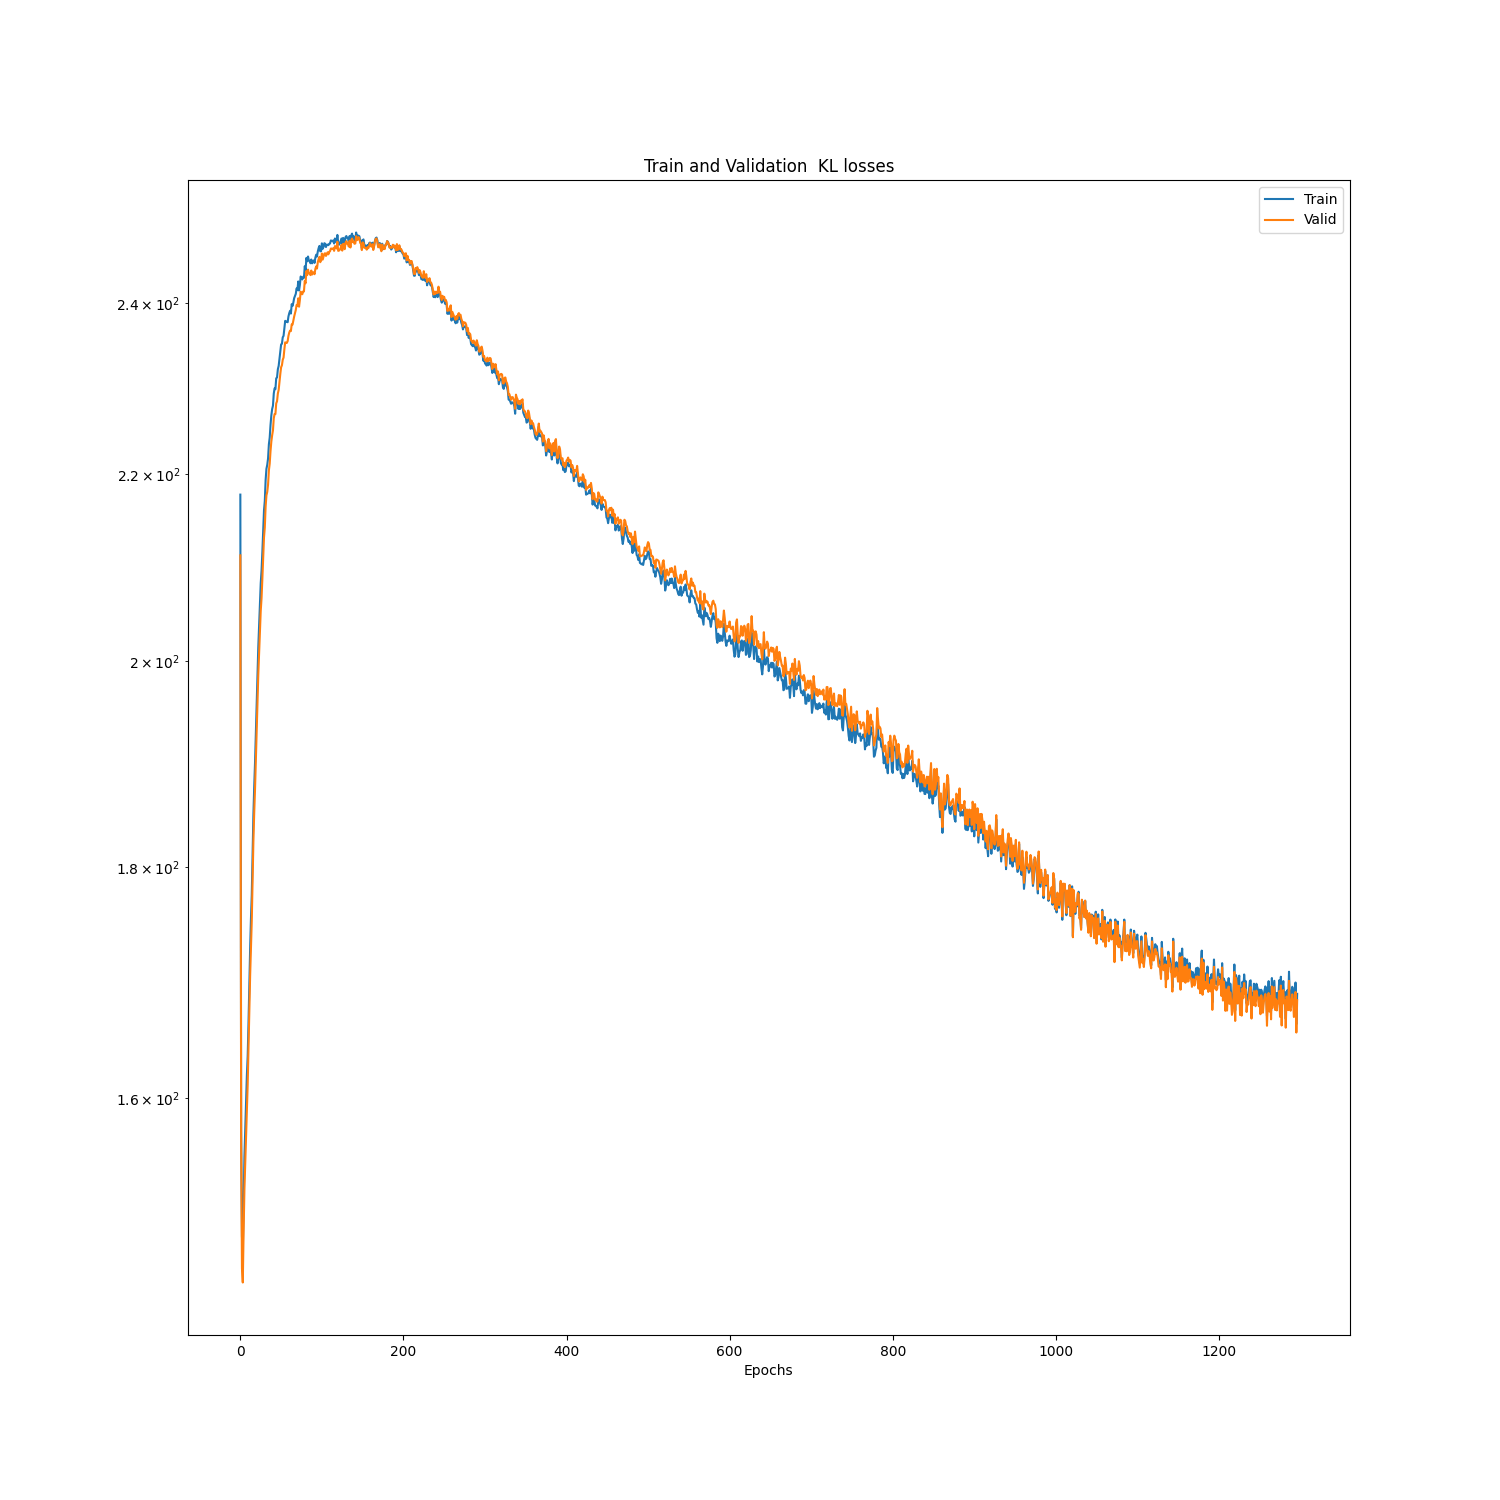 Train and Validation  KL losses
Train
Valid
2.4 × 10²
2.2 × 10²
2 × 10²
1.8 × 10²
1.6 × 10²
0 200 400 600 800 1000 1200
Epochs